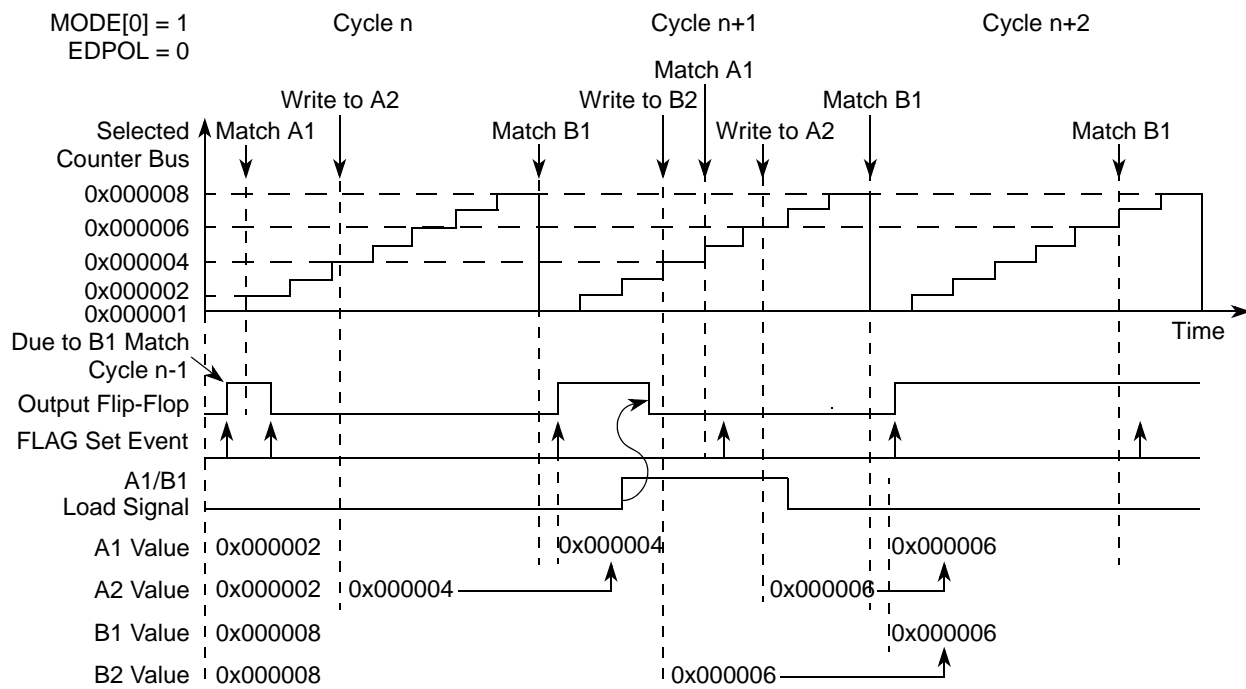 MODE[0] = 1
EDPOL = 0
Cycle n
Cycle n+1
Cycle n+2
Match A1
Write to A2
Write to B2
Match B1
Selected
Counter Bus
Match A1
Match B1
Write to A2
Match B1
0x000008
0x000006
0x000004
0x000002
0x000001
Time
Due to B1 Match
Cycle n-1
Output Flip-Flop
FLAG Set Event
A1/B1
Load Signal
A1 Value 0x000002 0x000004 0x000006
A2 Value 0x000002 0x000004 0x000006
B1 Value 0x000008 0x000006
B2 Value 0x000008 0x000006